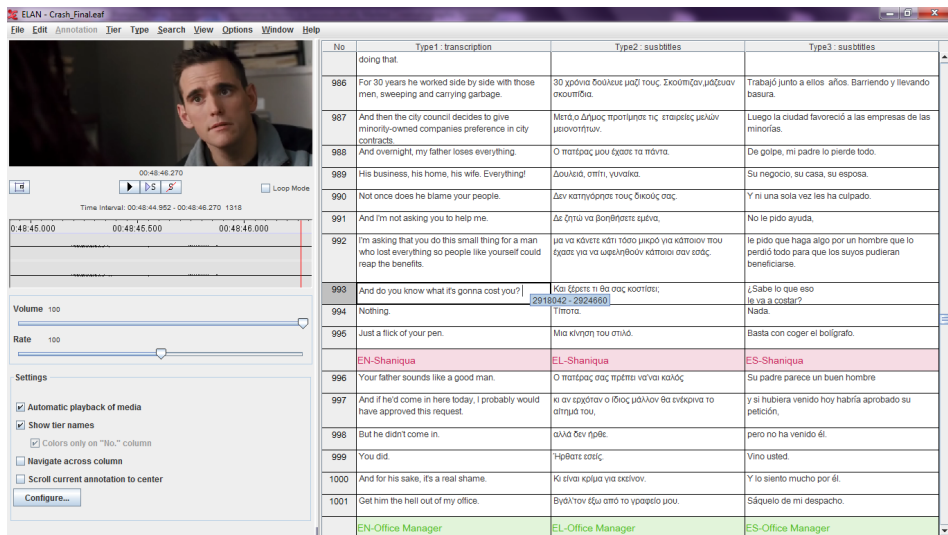 ELAN - Crash_Final.eaf
File Edit Annotation Tier Type Search View Options Window Help
00:48:46.270
Loop Mode
Time Interval: 00:48:44.952 - 00:48:46.270 1318
0:48:45.000 00:48:45.500 00:48:46.000
Volume 100
Rate 100
Settings
Automatic playback of media
Show tier names
Colors only on "No." column
Navigate across column
Scroll current annotation to center
Configure...
No Type1 : transcription Type2 : susbtitles Type3 : susbtitles
doing that.
986 For 30 years he worked side by side with those 30 χρόνια δούλευε μαζί τους. Σκούπιζαν,μάζευαν Trabajó junto a ellos años. Barriendo y llevando
men, sweeping and carrying garbage. σκουπίδια. basura.
987 And then the city council decides to give Μετά,ο Δήμος προτίμησε τις εταιρείες μελών Luego la ciudad favoreció a las empresas de las
minority-owned companies preference in city μειονοτήτων. minorías.
contracts.
988 And overnight, my father loses everything. Ο πατέρας μου έχασε τα πάντα. De golpe, mi padre lo pierde todo.
989 His business, his home, his wife. Everything! Δουλειά, σπίτι, γυναίκα. Su negocio, su casa, su esposa.
990 Not once does he blame your people. Δεν κατηγόρησε τους δικούς σας. Y ni una sola vez les ha culpado.
991 And I'm not asking you to help me. Δε ζητώ να βοηθήσετε εμένα, No le pido ayuda,
992 I'm asking that you do this small thing for a man μα να κάνετε κάτι τόσο μικρό για κάποιον που le pido que haga algo por un hombre que lo
who lost everything so people like yourself could έχασε για να ωφεληθούν κάποιοι σαν εσάς. perdió todo para que los suyos pudieran
reap the benefits. beneficiarse.
993 And do you know what it's gonna cost you? Και ξέρετε τι θα σας κοστίσει; ¿Sabe lo que eso
2918042 - 2924660 le va a costar?
994 Nothing. Τίποτα. Nada.
995 Just a flick of your pen. Μια κίνηση του στιλό. Basta con coger el bolígrafo.
EN-Shaniqua EL-Shaniqua ES-Shaniqua
996 Your father sounds like a good man. Ο πατέρας σας πρέπει να'ναι καλός Su padre parece un buen hombre
997 And if he'd come in here today, I probably would κι αν ερχόταν ο ίδιος μάλλον θα ενέκρινα το y si hubiera venido hoy habría aprobado su
have approved this request. αίτημά του, petición,
998 But he didn't come in. αλλά δεν ήρθε. pero no ha venido él.
999 You did. Ήρθατε εσείς. Vino usted.
1000 And for his sake, it's a real shame. Κι είναι κρίμα για εκείνον. Y lo siento mucho por él.
1001 Get him the hell out of my office. Βγάλ'τον έξω από το γραφείο μου. Sáquelo de mi despacho.
EN-Office Manager EL-Office Manager ES-Office Manager